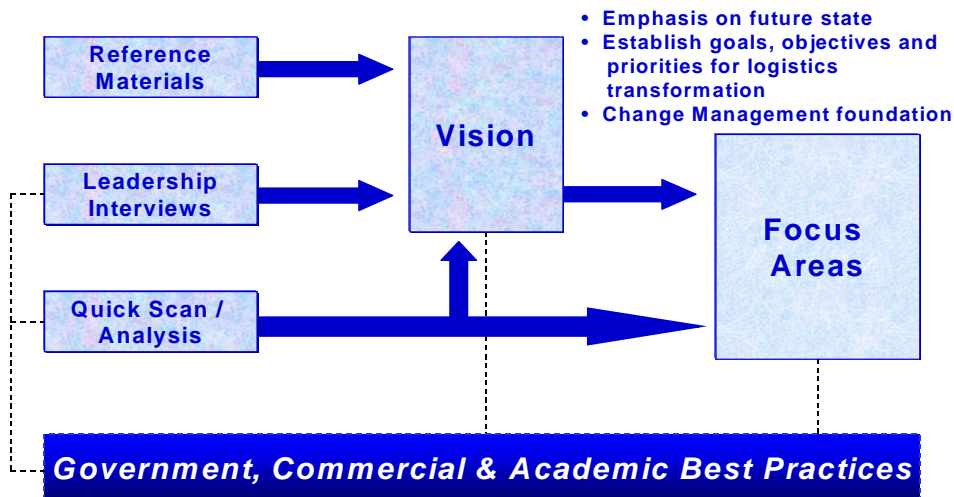 • Emphasis on future state
• Establish goals, objectives and
priorities for logistics
transformation
• Change Management foundation
Reference
Materials
Vision
Leadership
Interviews
Focus
Areas
Quick Scan /
Analysis
Government, Commercial & Academic Best Practices